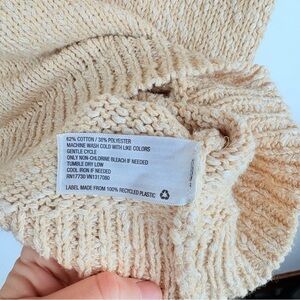 62% COTTON / 38% POLYESTER
MACHINE WASH COLD WITH LIKE COLORS
GENTLE CYCLE
ONLY NON-CHLORINE BLEACH IF NEEDED
TUMBLE DRY LOW
COOL IRON IF NEEDED
RN17730 VN1317080
LABEL MADE FROM 100% RECYCLED PLASTIC